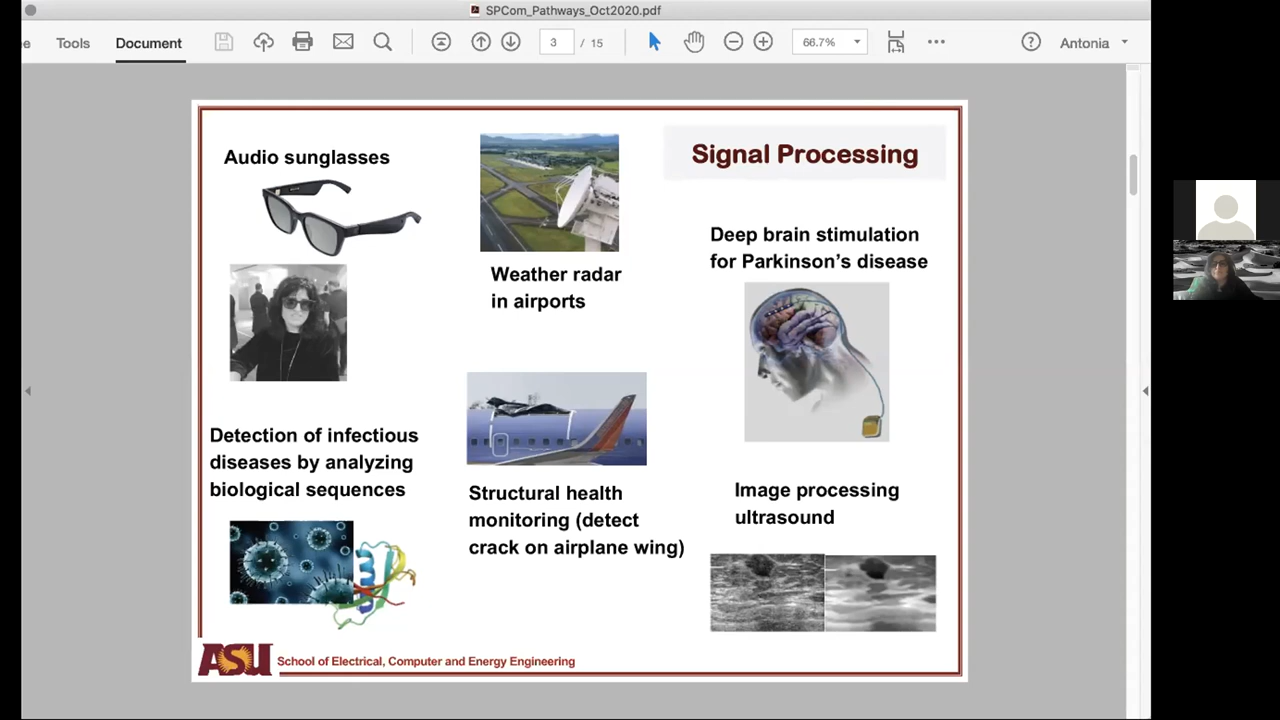 SPCom_Pathways_Oct2020.pdf
e
Tools
Document
3 / 15
66.7%
Antonia
Audio sunglasses
Signal Processing
Weather radar
in airports
Deep brain stimulation
for Parkinson's disease
Detection of infectious
diseases by analyzing
biological sequences
Structural health
monitoring (detect
crack on airplane wing)
Image processing
ultrasound
ASU School of Electrical, Computer and Energy Engineering